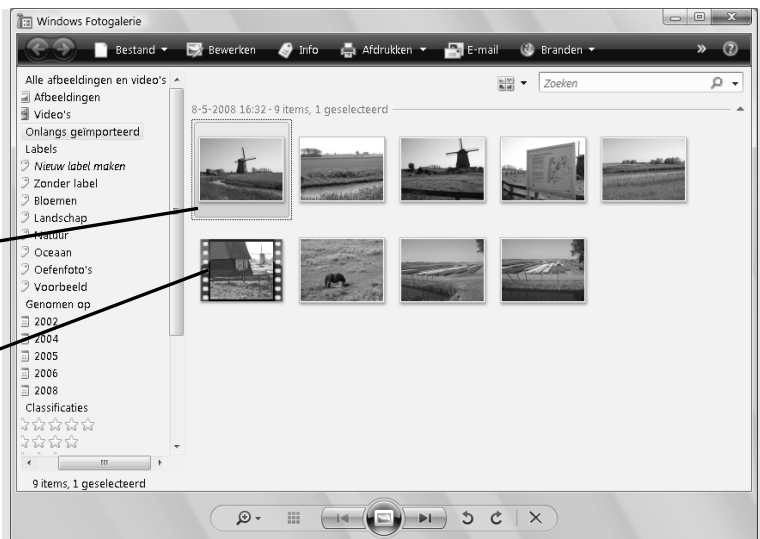 Windows Fotogalerie
Bestand Bewerken Info Afdrukken E-mail Branden »
Zoeken
Alle afbeeldingen en video's
Afbeeldingen
Video's
Onlangs geïmporteerd
Labels
Nieuw label maken
Zonder label
Bloemen
Landschap
Natuur
Oceaan
Oefenfoto's
Voorbeeld
Genomen op
2002
2004
2005
2006
2008
Classificaties
8-5-2008 16:32 - 9 items, 1 geselecteerd
9 items, 1 geselecteerd